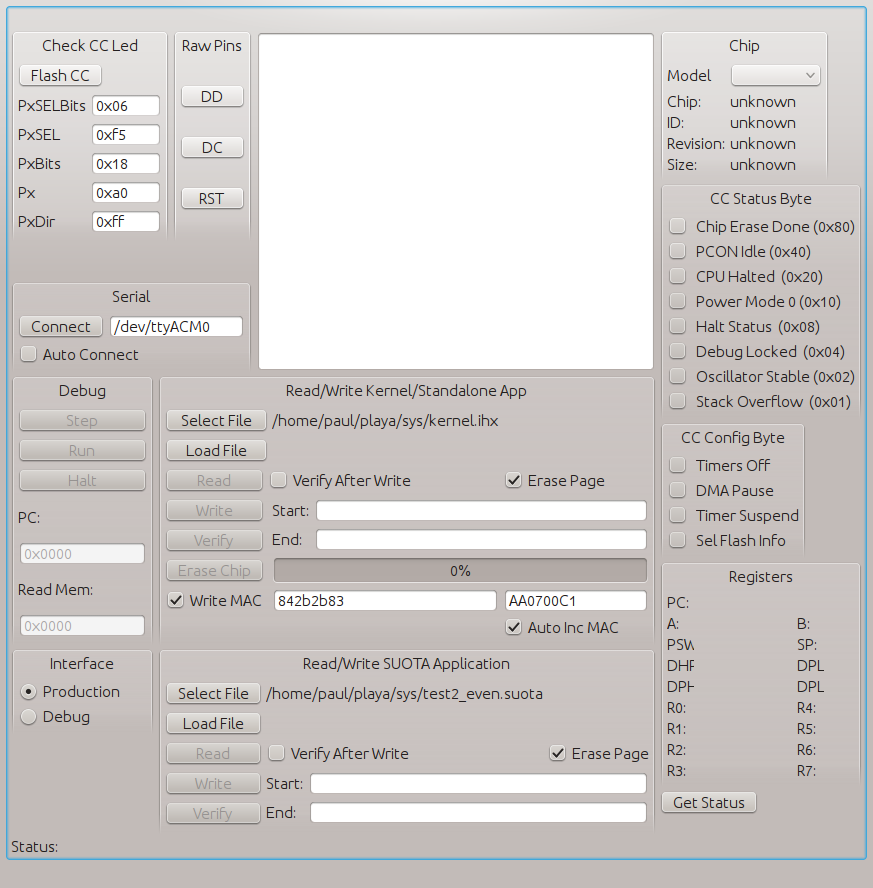 Check CC Led
Flash CC
PxSELBits 0x06
PxSEL 0xf5
PxBits 0x18
Px 0xa0
PxDir 0xff
Raw Pins
DD
DC
RST
Serial
Connect /dev/ttyACM0
Auto Connect
Chip
Model
Chip: unknown
ID: unknown
Revision: unknown
Size: unknown
CC Status Byte
Chip Erase Done (0x80)
PCON Idle (0x40)
CPU Halted (0x20)
Power Mode 0 (0x10)
Halt Status (0x08)
Debug Locked (0x04)
Oscillator Stable (0x02)
Stack Overflow (0x01)
Debug
Step
Run
Halt
PC:
0x0000
Read Mem:
0x0000
Read/Write Kernel/Standalone App
Select File /home/paul/playa/sys/kernel.ihx
Load File
Read Verify After Write Erase Page
Write Start:
Verify End:
Erase Chip 0%
Write MAC 842b2b83 AA0700C1
Auto Inc MAC
CC Config Byte
Timers Off
DMA Pause
Timer Suspend
Sel Flash Info
Interface
Production
Debug
Read/Write SUOTA Application
Select File /home/paul/playa/sys/test2_even.suota
Load File
Read Verify After Write Erase Page
Write Start:
Verify End:
Registers
PC:
A: B:
PSW SP:
DHP DPL
DPH DPL
R0: R4:
R1: R5:
R2: R6:
R3: R7:
Get Status
Status: